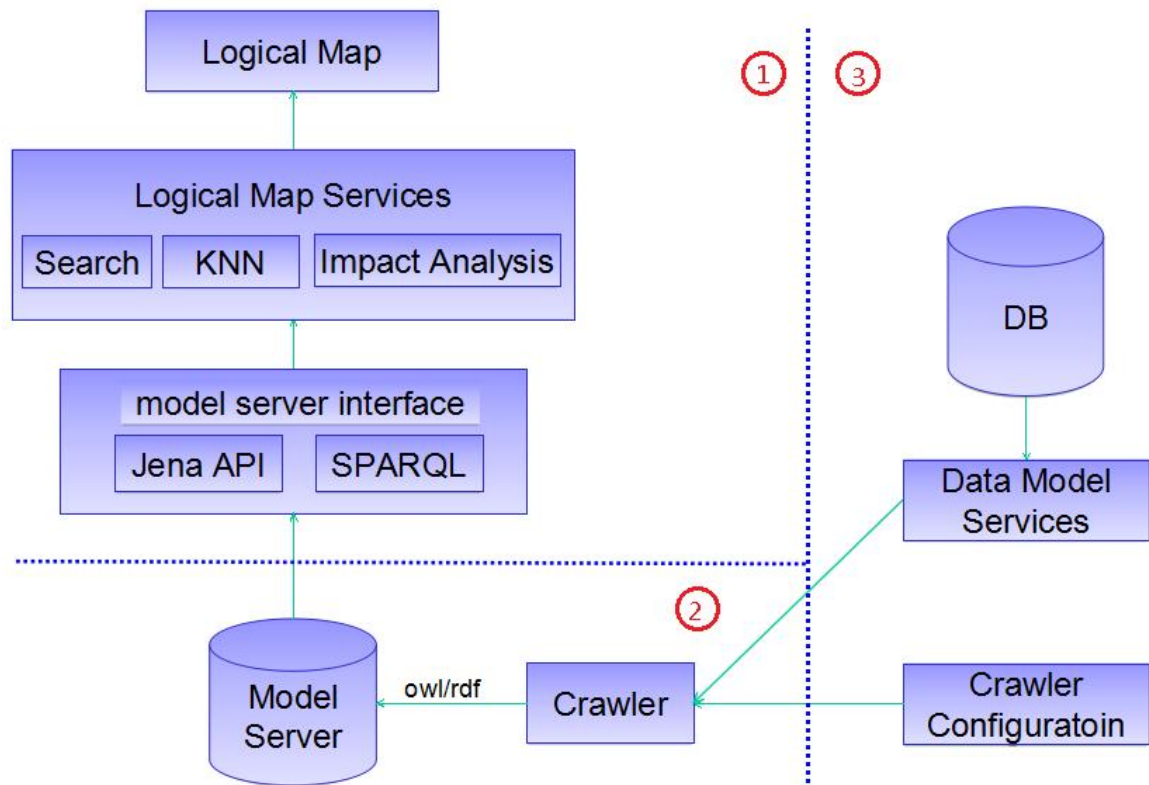 Logical Map
① ③
Logical Map Services
Search KNN Impact Analysis
DB
model server interface
Jena API SPARQL
Data Model
Services
②
Model
Server
owl/rdf
Crawler
Crawler
Configuratoin